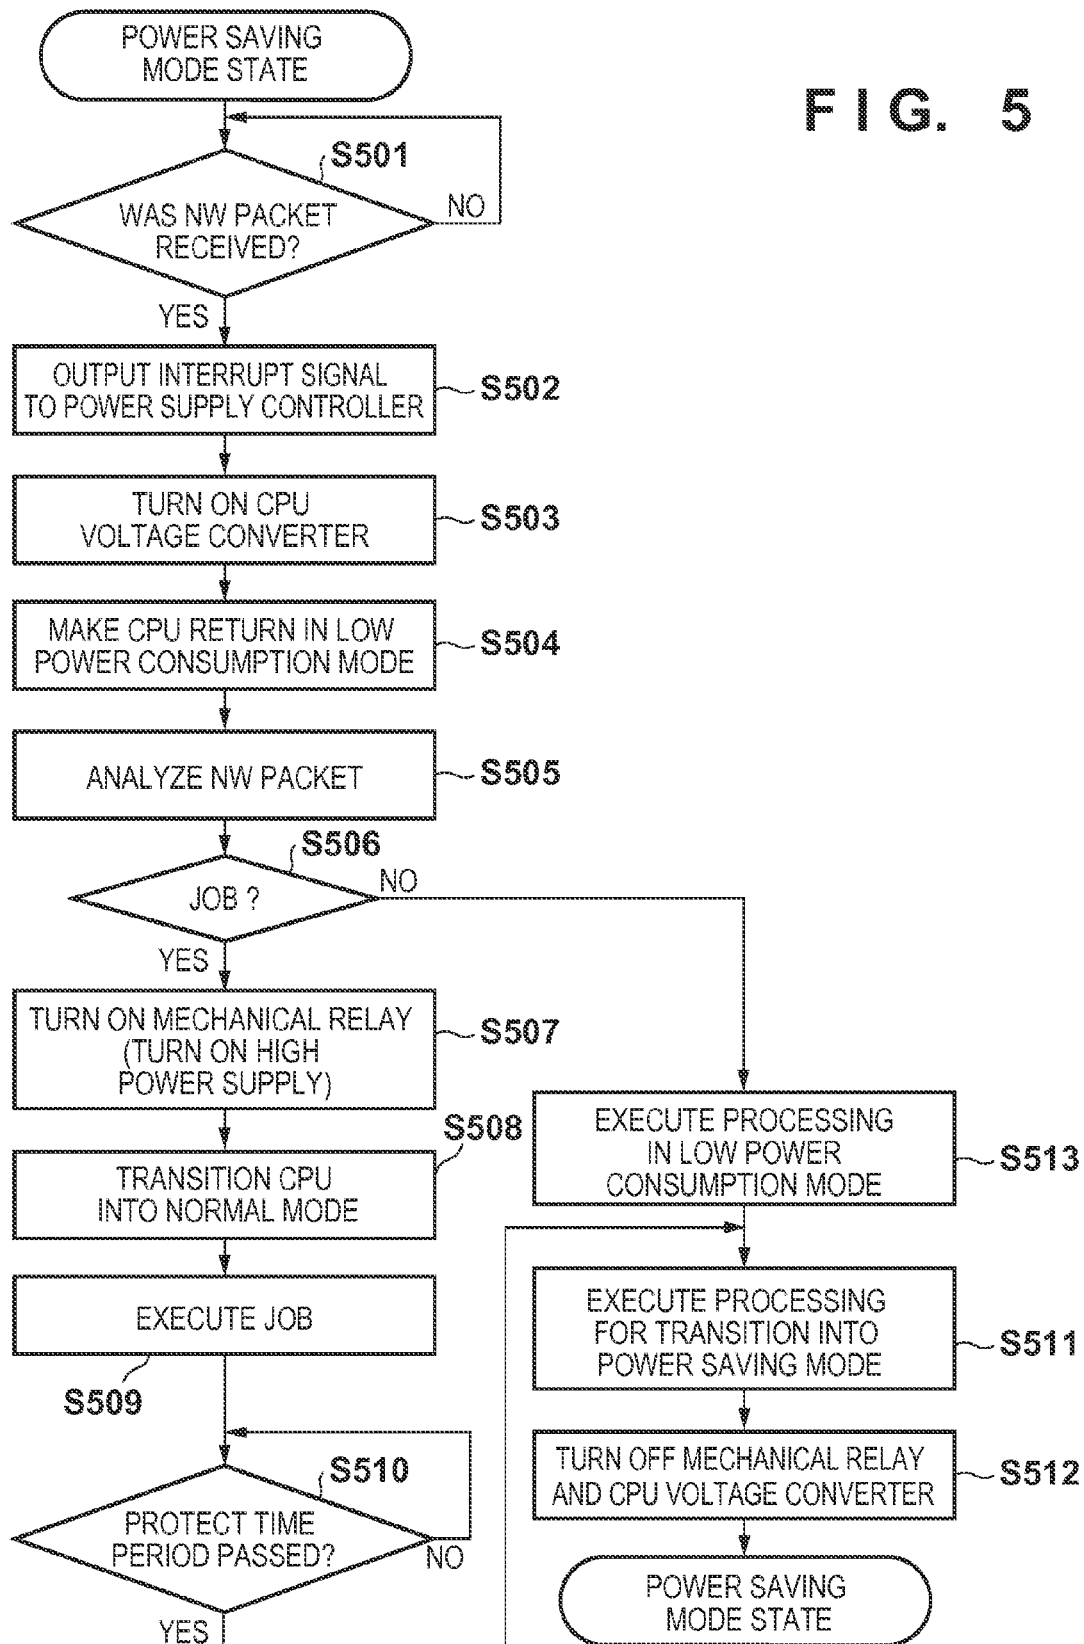 POWER SAVING
MODE STATE
FIG. 5
S501
WAS NW PACKET
RECEIVED?
NO
YES
OUTPUT INTERRUPT SIGNAL
TO POWER SUPPLY CONTROLLER
S502
TURN ON CPU
VOLTAGE CONVERTER
S503
MAKE CPU RETURN IN LOW
POWER CONSUMPTION MODE
S504
ANALYZE NW PACKET
S505
S506
JOB ?
NO
YES
TURN ON MECHANICAL RELAY
(TURN ON HIGH
POWER SUPPLY)
S507
S508
TRANSITION CPU
INTO NORMAL MODE
EXECUTE JOB
S509
S510
PROTECT TIME
PERIOD PASSED?
NO
YES
EXECUTE PROCESSING
IN LOW POWER
CONSUMPTION MODE
S513
EXECUTE PROCESSING
FOR TRANSITION INTO
POWER SAVING MODE
S511
TURN OFF MECHANICAL RELAY
AND CPU VOLTAGE CONVERTER
S512
POWER SAVING
MODE STATE